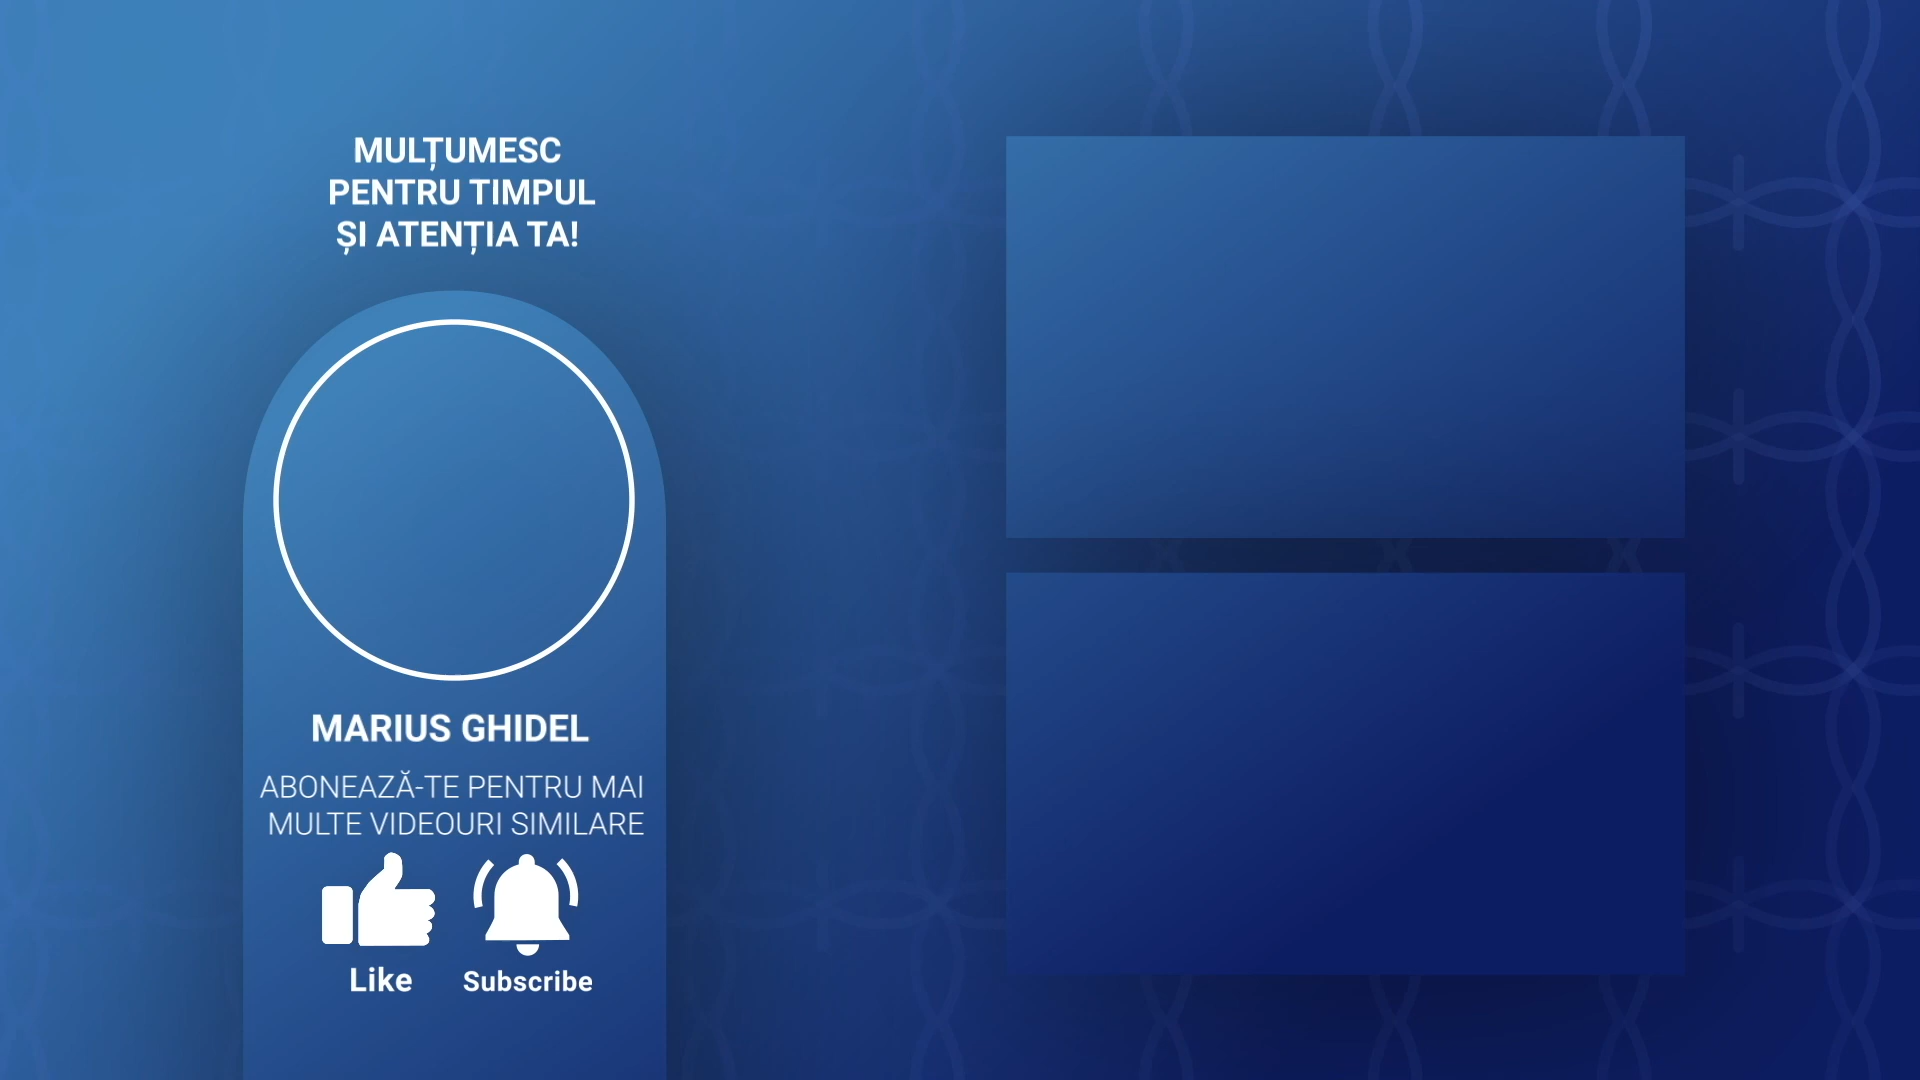 MULȚUMESC
PENTRU TIMPUL
ȘI ATENȚIA TA!
MARIUS GHIDEL
ABONEAZĂ-TE PENTRU MAI
MULTE VIDEOURI SIMILARE
Like
Subscribe